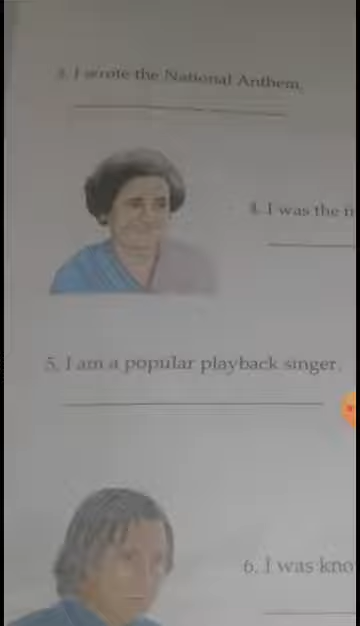 3. I wrote the National Anthem.
4. I was the
5. I am a popular playback singer.
6. I was kno